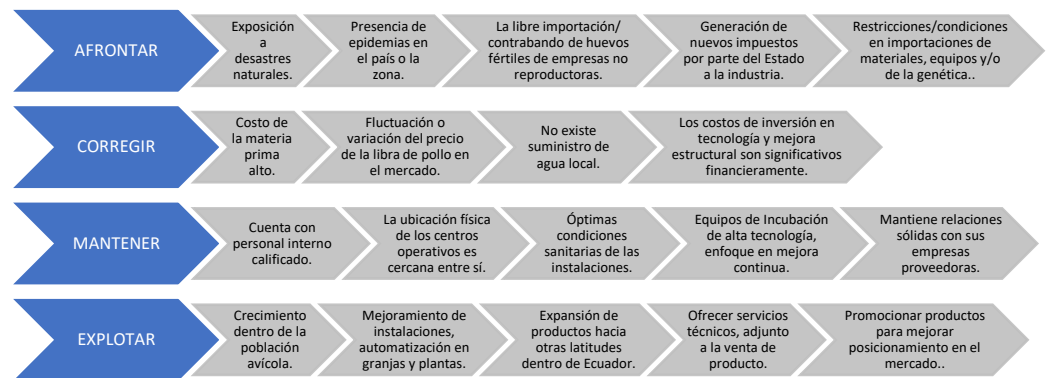 AFRONTAR
Exposición
a
desastres
naturales.
Presencia de
epidemias en
el país o la
zona.
La libre importación/
contrabando de huevos
fértiles de empresas no
reproductoras.
Generación de
nuevos impuestos
por parte del Estado
a la industria.
Restricciones/condiciones
en importaciones de
materiales, equipos y/o
de la genética..
CORREGIR
Costo de
la materia
prima
alto.
Fluctuación o
variación del precio
de la libra de pollo en
el mercado.
No existe
suministro de
agua local.
Los costos de inversión en
tecnología y mejora
estructural son significativos
financieramente.
MANTENER
Cuenta con
personal interno
calificado.
La ubicación física
de los centros
operativos es
cercana entre sí.
Óptimas
condiciones
sanitarias de las
instalaciones.
Equipos de Incubación
de alta tecnología,
enfoque en mejora
continua.
Mantiene relaciones
sólidas con sus
empresas
proveedoras.
EXPLOTAR
Crecimiento
dentro de la
población
avícola.
Mejoramiento de
instalaciones,
automatización en
granjas y plantas.
Expansión de
productos hacia
otras latitudes
dentro de Ecuador.
Ofrecer servicios
técnicos, adjunto
a la venta de
producto.
Promocionar productos
para mejorar
posicionamiento en el
mercado..